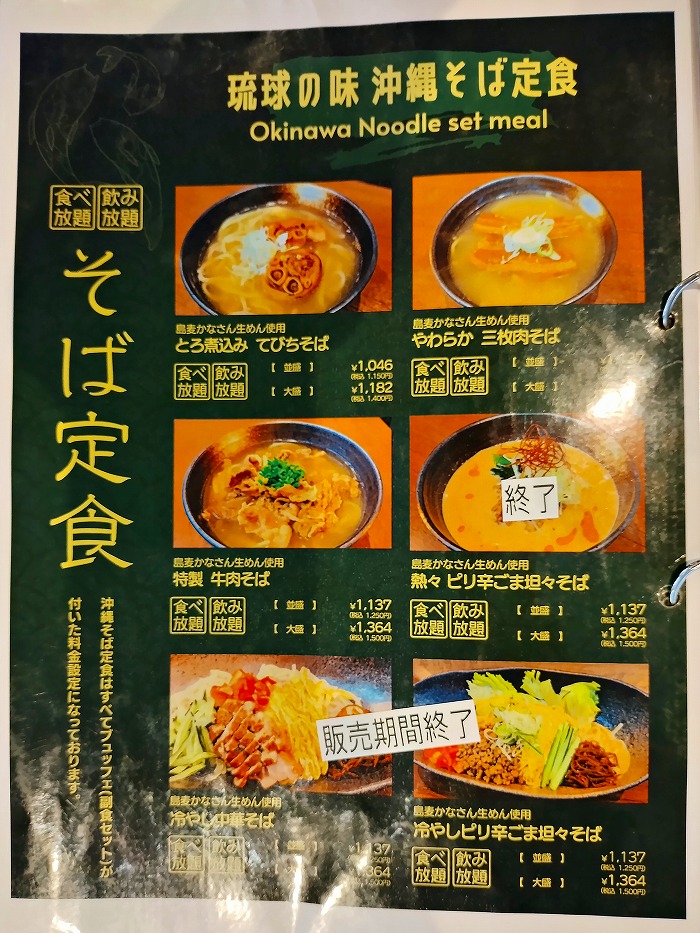 琉球の味 沖縄そば定食
Okinawa Noodle set meal
食べ放題 飲み放題
そば定食
沖縄そば定食はすべてブュッフェ(副食セット)が
付いた料金設定になっております。
島麦かなさん生めん使用
とろ煮込み てびちそば
食べ放題 飲み放題
【 並盛 】 ¥1,046
(税込 1,150円)
【 大盛 】 ¥1,182
(税込 1,400円)
島麦かなさん生めん使用
やわらか 三枚肉そば
食べ放題 飲み放題
【 並盛 】
【 大盛 】
島麦かなさん生めん使用
特製 牛肉そば
食べ放題 飲み放題
【 並盛 】 ¥1,137
(税込 1,250円)
【 大盛 】 ¥1,364
(税込 1,500円)
終了
島麦かなさん生めん使用
熱々 ピリ辛ごま坦々そば
食べ放題 飲み放題
【 並盛 】 ¥1,137
(税込 1,250円)
【 大盛 】 ¥1,364
(税込 1,500円)
販売期間終了
島麦かなさん生めん使用
冷やし中華そば
食べ放題 飲み放題
【 並盛 】 ¥1,137
【 大盛 】
(税込 1,500円)
島麦かなさん生めん使用
冷やしピリ辛ごま坦々そば
食べ放題 飲み放題
【 並盛 】 ¥1,137
(税込 1,250円)
【 大盛 】 ¥1,364
(税込 1,500円)